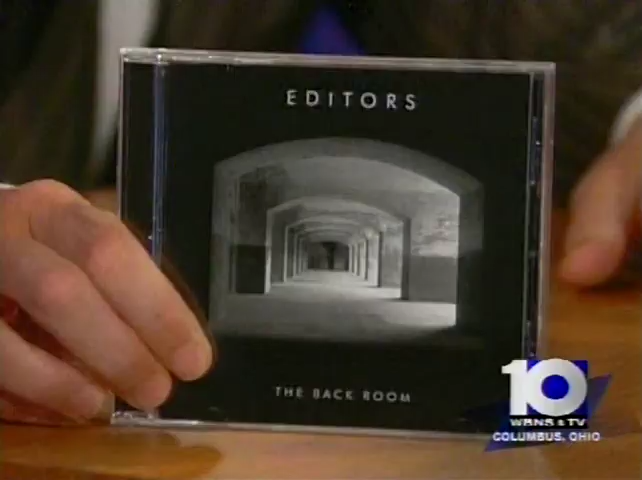 EDITORS
THE BACK ROOM
10
WBNS TV
COLUMBUS, OHIO